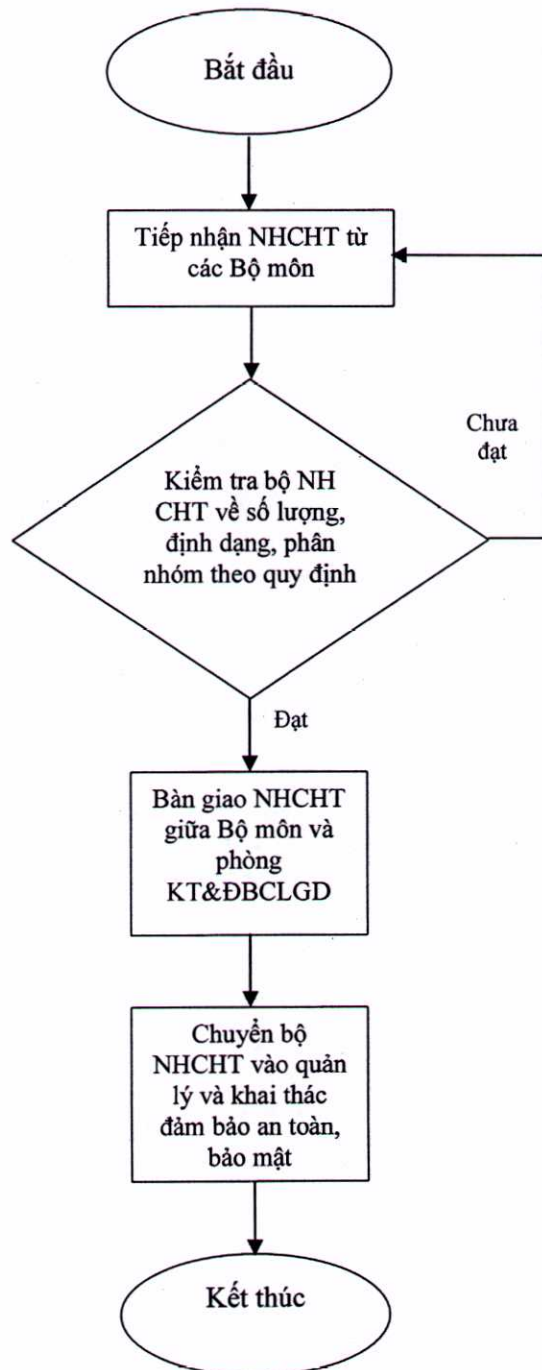 Bắt đầu
Tiếp nhận NHCHT từ
các Bộ môn
Chưa
đạt
Kiểm tra bộ NH
CHT về số lượng,
định dạng, phân
nhóm theo quy định
Đạt
Bàn giao NHCHT
giữa Bộ môn và
phòng
KT&ĐBCLGD
Chuyển bộ
NHCHT vào quản
lý và khai thác
đảm bảo an toàn,
bảo mật
Kết thúc